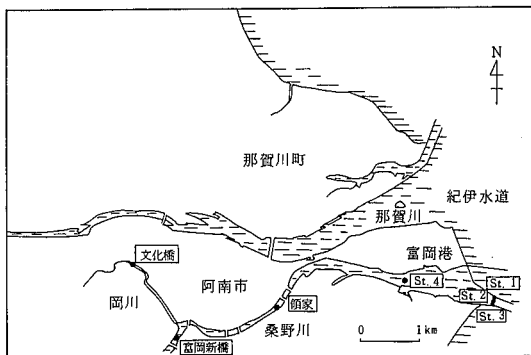 N
那賀川町
紀伊水道
那賀川
文化橋
富岡港
阿南市
St. 4
St. 1
St. 2
St. 3
岡川
領家
桑野川
富岡新橋
0 1km